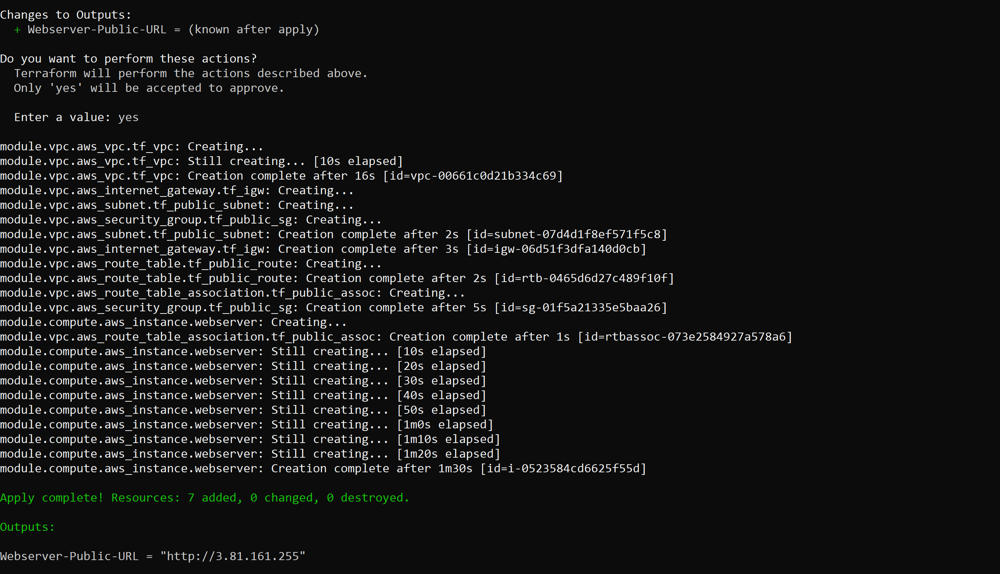 Changes to Outputs:
  + Webserver-Public-URL = (known after apply)

Do you want to perform these actions?
  Terraform will perform the actions described above.
  Only 'yes' will be accepted to approve.

  Enter a value: yes

module.vpc.aws_vpc.tf_vpc: Creating...
module.vpc.aws_vpc.tf_vpc: Still creating... [10s elapsed]
module.vpc.aws_vpc.tf_vpc: Creation complete after 16s [id=vpc-00661c0d21b334c69]
module.vpc.aws_internet_gateway.tf_igw: Creating...
module.vpc.aws_subnet.tf_public_subnet: Creating...
module.vpc.aws_security_group.tf_public_sg: Creating...
module.vpc.aws_subnet.tf_public_subnet: Creation complete after 2s [id=subnet-07d4d1f8ef571f5c8]
module.vpc.aws_internet_gateway.tf_igw: Creation complete after 3s [id=igw-06d51f3dfa140d0cb]
module.vpc.aws_route_table.tf_public_route: Creating...
module.vpc.aws_route_table.tf_public_route: Creation complete after 2s [id=rtb-0465d6d27c489f10f]
module.vpc.aws_route_table_association.tf_public_assoc: Creating...
module.vpc.aws_security_group.tf_public_sg: Creation complete after 5s [id=sg-01f5a21335e5baa26]
module.compute.aws_instance.webserver: Creating...
module.vpc.aws_route_table_association.tf_public_assoc: Creation complete after 1s [id=rtbassoc-073e2584927a578a6]
module.compute.aws_instance.webserver: Still creating... [10s elapsed]
module.compute.aws_instance.webserver: Still creating... [20s elapsed]
module.compute.aws_instance.webserver: Still creating... [30s elapsed]
module.compute.aws_instance.webserver: Still creating... [40s elapsed]
module.compute.aws_instance.webserver: Still creating... [50s elapsed]
module.compute.aws_instance.webserver: Still creating... [1m0s elapsed]
module.compute.aws_instance.webserver: Still creating... [1m10s elapsed]
module.compute.aws_instance.webserver: Still creating... [1m20s elapsed]
module.compute.aws_instance.webserver: Creation complete after 1m30s [id=i-0523584cd6625f55d]

Apply complete! Resources: 7 added, 0 changed, 0 destroyed.

Outputs:

Webserver-Public-URL = "http://3.81.161.255"